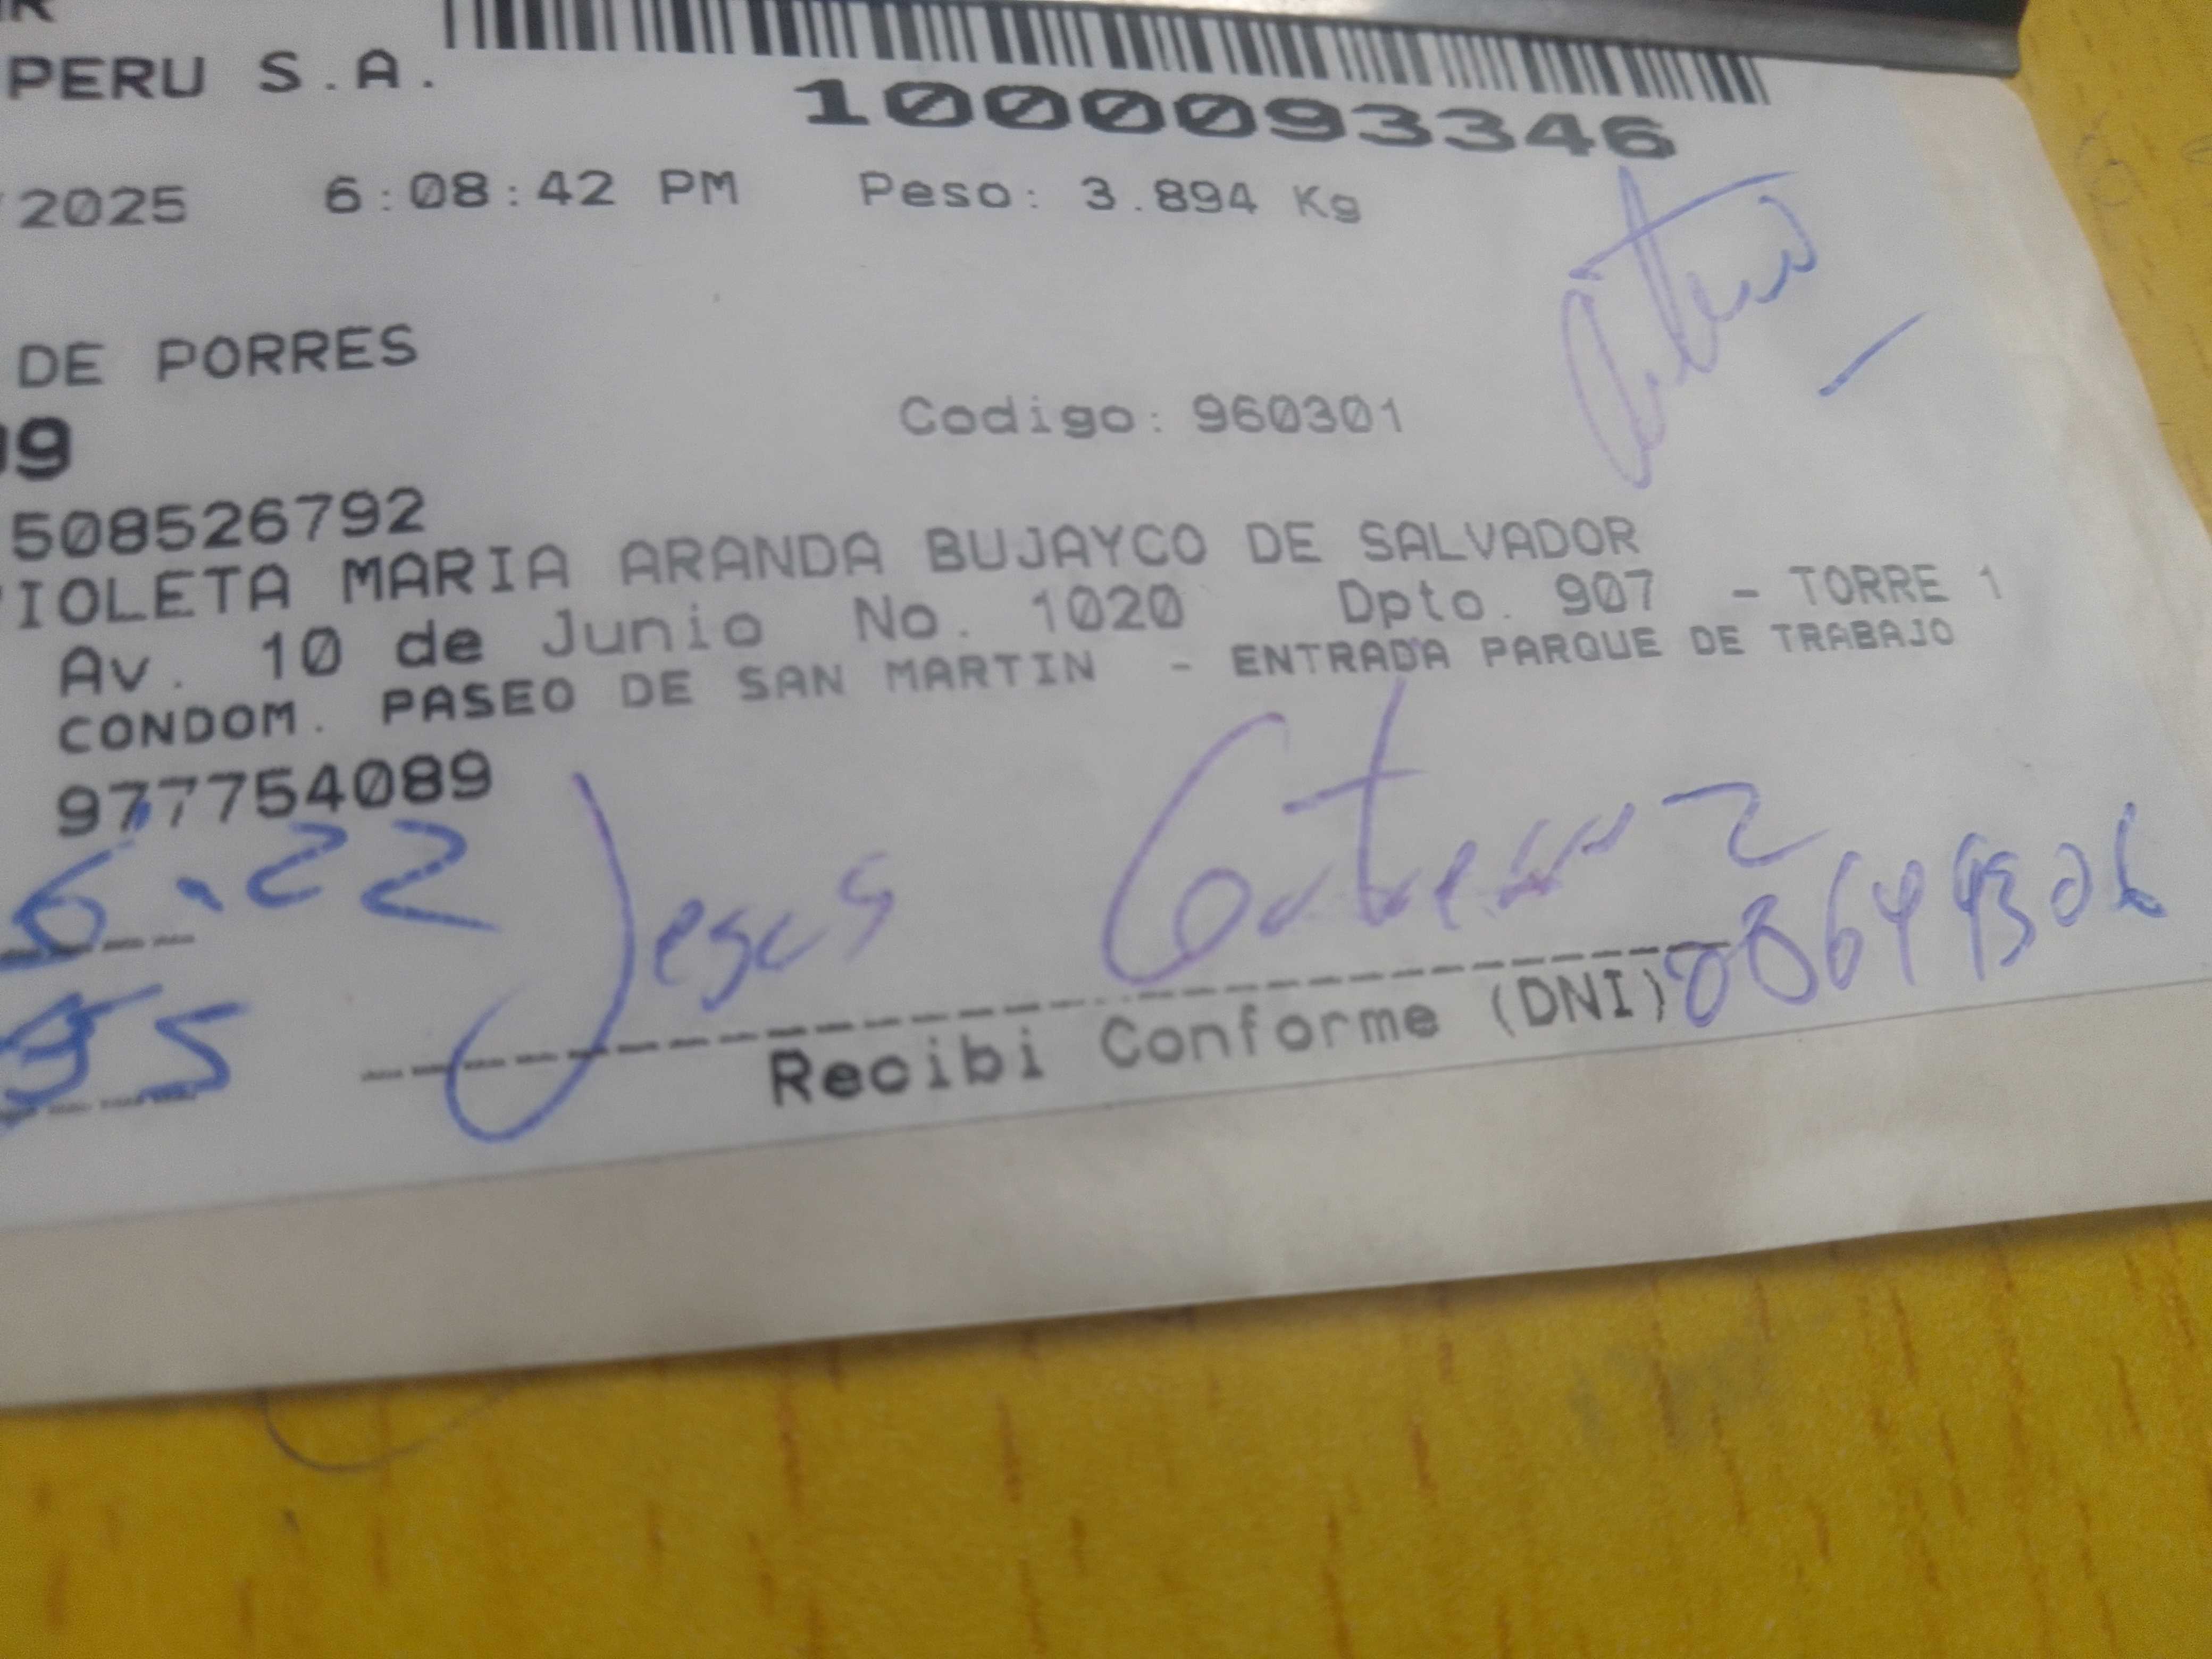 PERU S.A.
1000093346
2025 6:08:42 PM Peso: 3.894 Kg
DE PORRES
Codigo: 960301
508526792
IOLETA MARIA ARANDA BUJAYCO DE SALVADOR
Av. 10 de Junio No. 1020 Dpto. 907 - TORRE 1
CONDOM. PASEO DE SAN MARTIN - ENTRADA PARQUE DE TRABAJO
977754089
6.22 Jesus
Recibi Conforme (DNI)